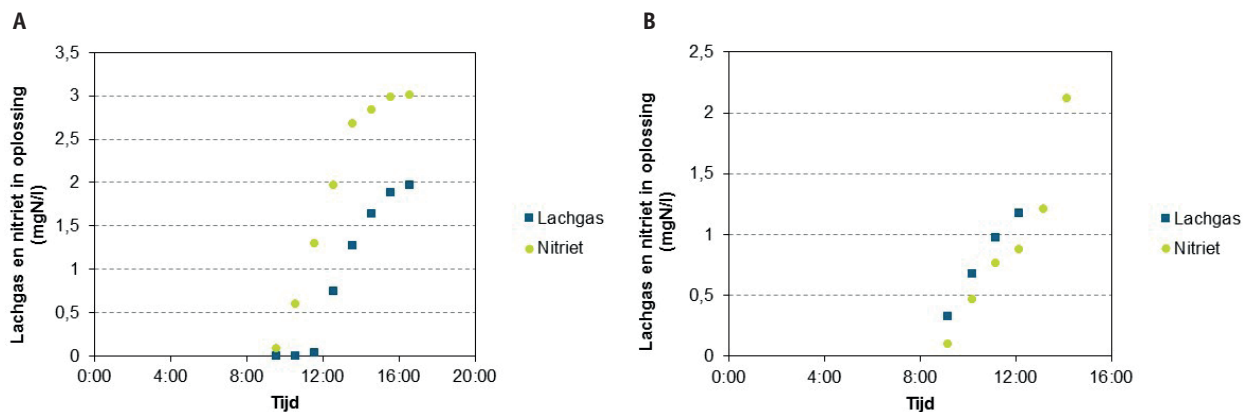 A
Lachgas en nitriet in oplossing
(mgN/l)
3,5
3
2,5
2
1,5
1
0,5
0
0:00 4:00 8:00 12:00 16:00 20:00
Tijd
Lachgas
Nitriet
B
Lachgas en nitriet in oplossing
(mgN/l)
2,5
2
1,5
1
0,5
0
0:00 4:00 8:00 12:00 16:00
Tijd
Lachgas
Nitriet